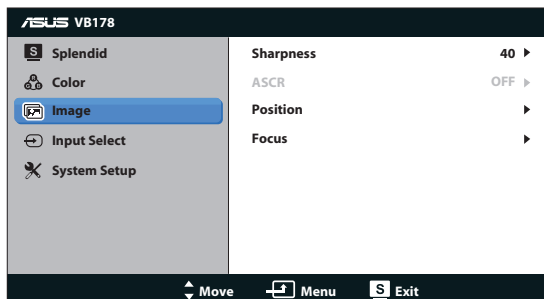 ASUS VB178
S Splendid
Color
Image
Input Select
System Setup
Sharpness 40
ASCR OFF
Position
Focus
Move Menu S Exit